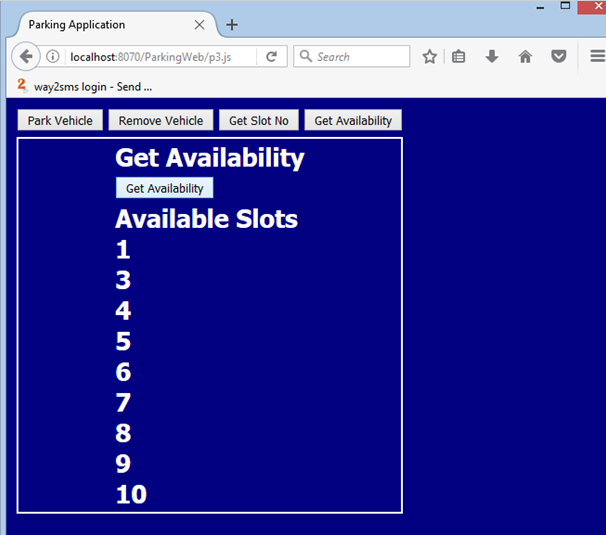 Parking Application
localhost:8070/ParkingWeb/p3.js
Search
way2sms login - Send ...
Park Vehicle Remove Vehicle Get Slot No Get Availability
Get Availability
Get Availability
Available Slots
1
3
4
5
6
7
8
9
10